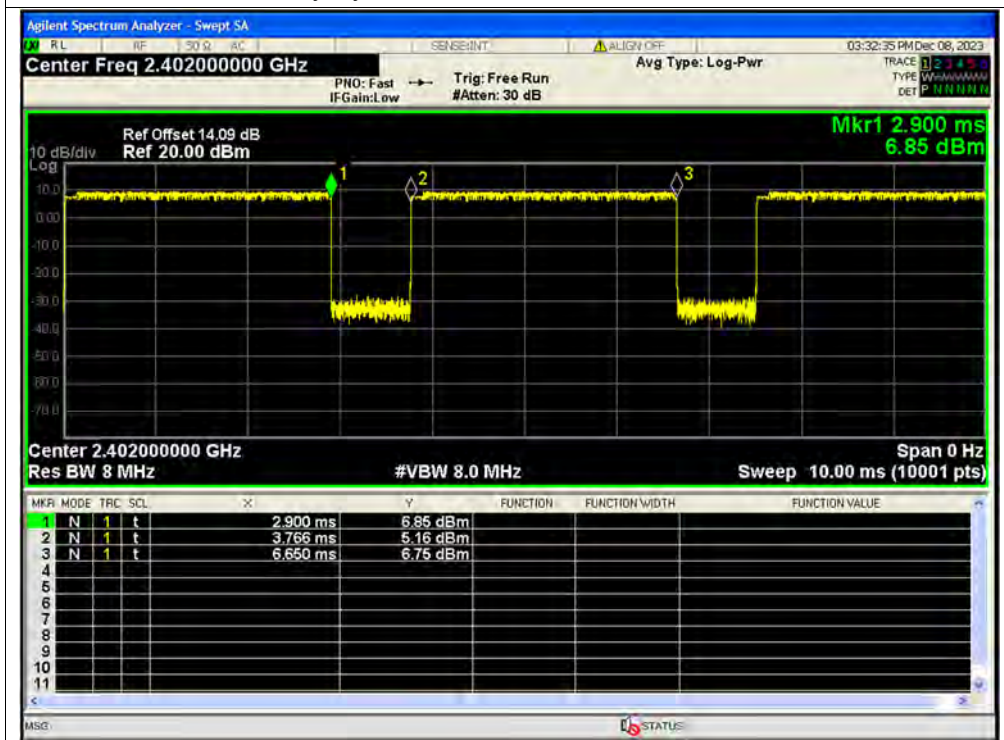 Agilent Spectrum Analyzer - Swept SA
RL RF 50 Ω AC SENSE:INT ALIGN OFF 03:32:35 PM Dec 08, 2023
Center Freq 2.402000000 GHz Avg Type: Log-Pwr TRACE 1 2 3 4 5 6
PNO: Fast Trig: Free Run TYPE W
IFGain:Low #Atten: 30 dB DET P N N N N N
Mkr1 2.900 ms
Ref Offset 14.09 dB
10 dB/div Ref 20.00 dBm 6.85 dBm
Log
1 2 3
10.0
0.00
-10.0
-20.0
-30.0
-40.0
-50.0
-60.0
-70.0
Center 2.402000000 GHz Span 0 Hz
Res BW 8 MHz #VBW 8.0 MHz Sweep 10.00 ms (10001 pts)
MKR MODE TRC SCL X Y FUNCTION FUNCTION WIDTH FUNCTION VALUE
1 N 1 t 2.900 ms 6.85 dBm
2 N 1 t 3.766 ms 5.16 dBm
3 N 1 t 6.650 ms 6.75 dBm
4
5
6
7
8
9
10
11
MSG STATUS